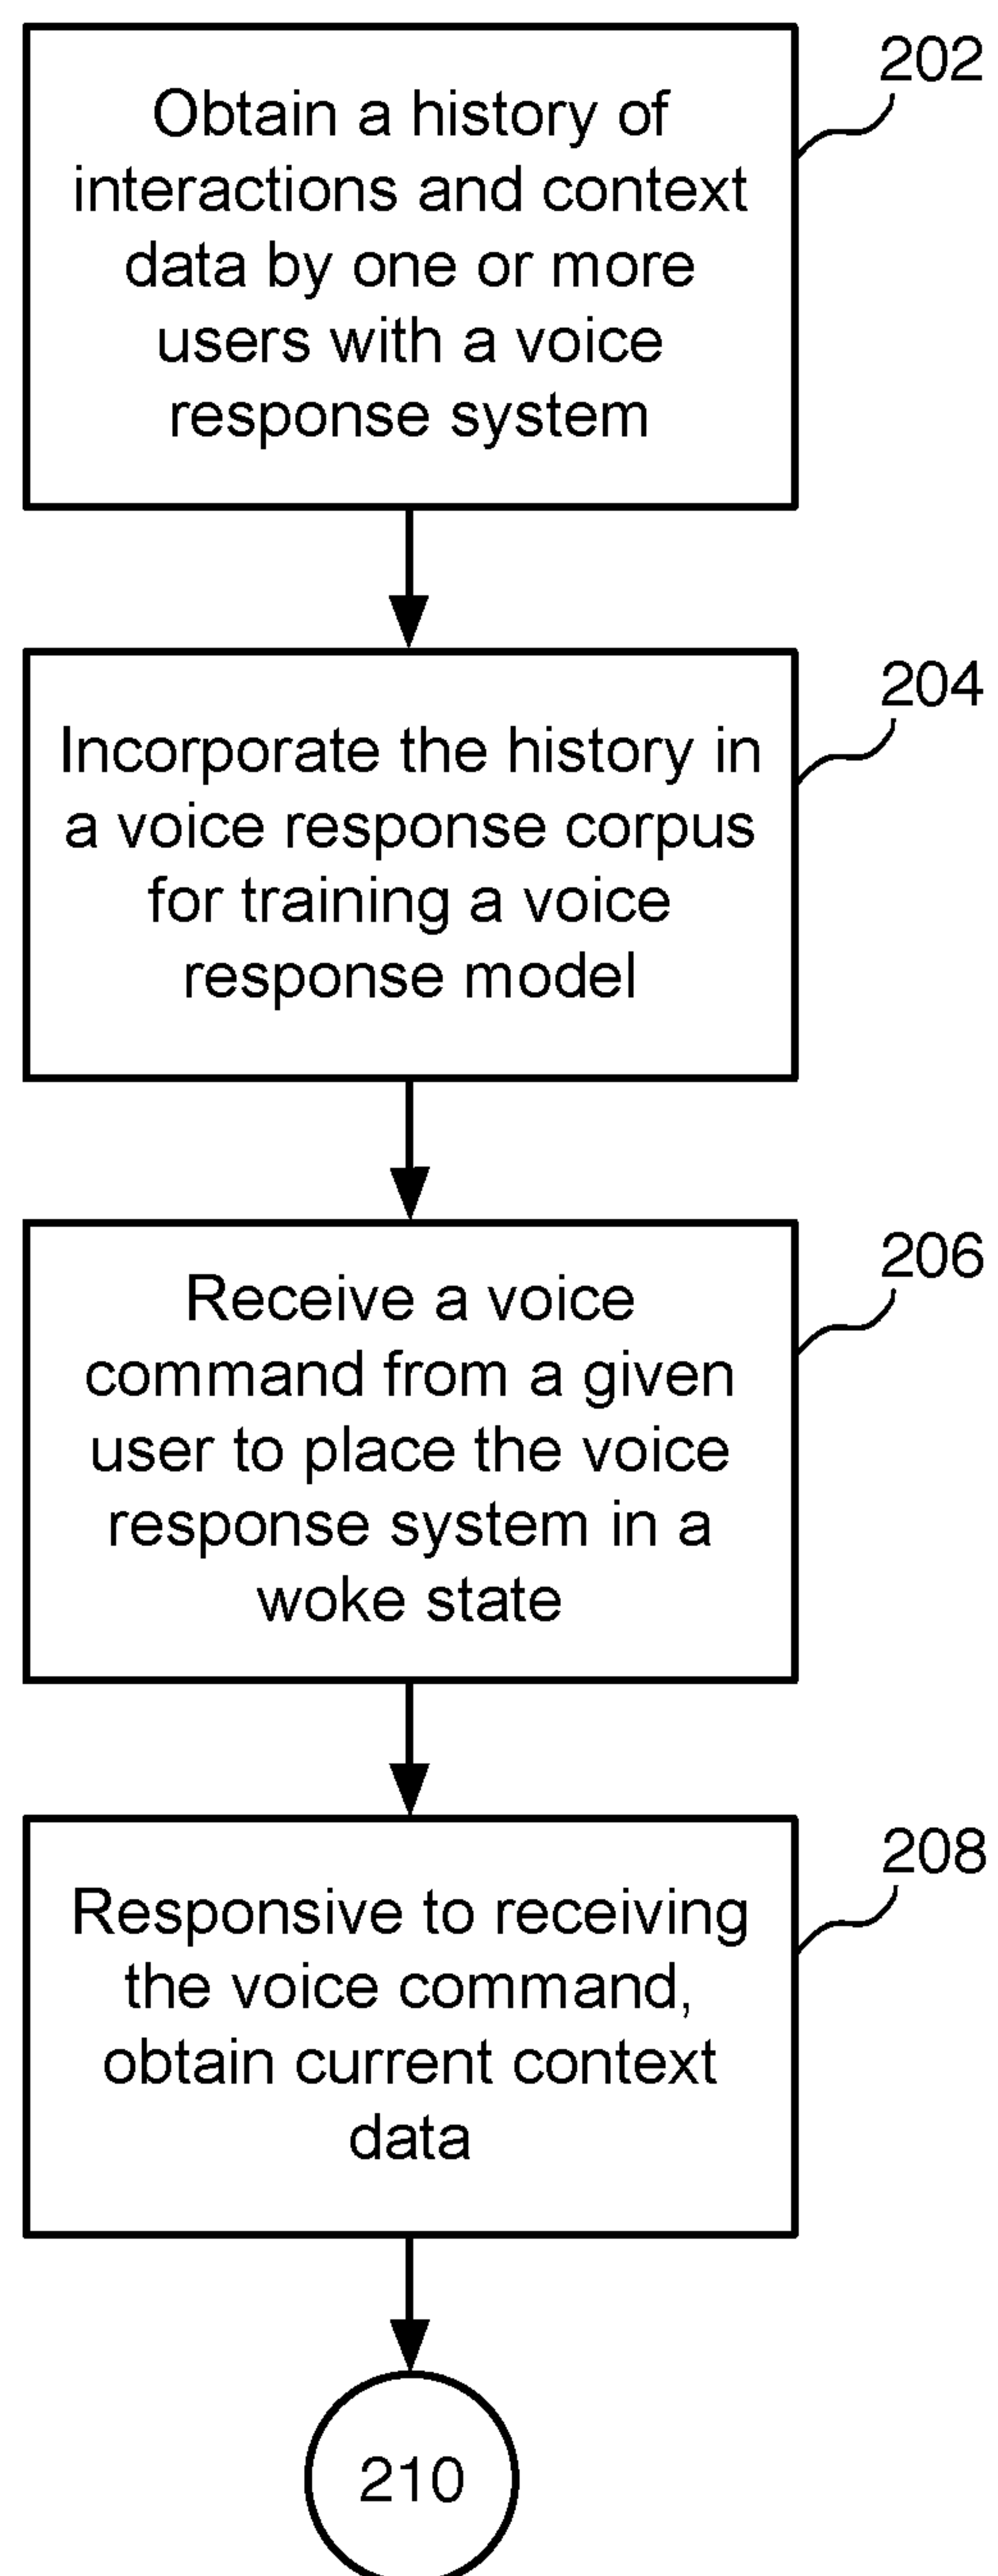 202
Obtain a history of
interactions and context
data by one or more
users with a voice
response system
204
Incorporate the history in
a voice response corpus
for training a voice
response model
206
Receive a voice
command from a given
user to place the voice
response system in a
woke state
208
Responsive to receiving
the voice command,
obtain current context
data
210